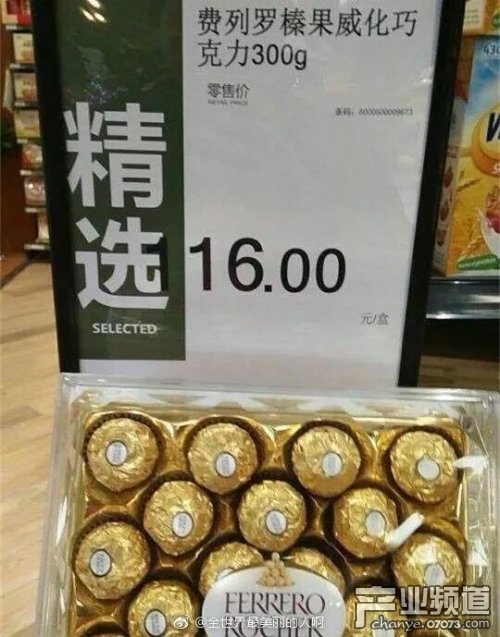 费列罗榛果威化巧
克力300g
零售价
RETAIL PRICE
精选
SELECTED
16.00
元/盒
FERRERO
ROCHER
@全世界最美丽的人啊
产业频道
chanye.07073.com